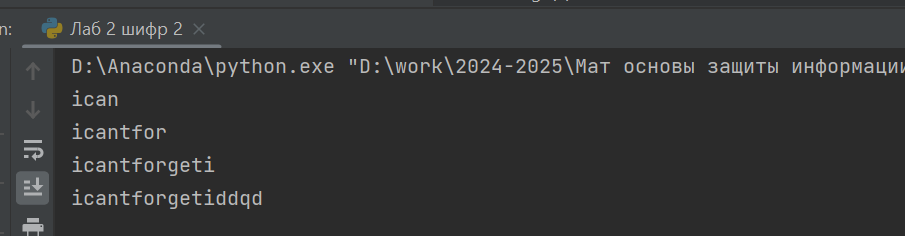 n: Лаб 2 шифр 2
D:\Anaconda\python.exe "D:\work\2024-2025\Мат основы защиты информации
ican
icantfor
icantforgeti
icantforgetiddqd